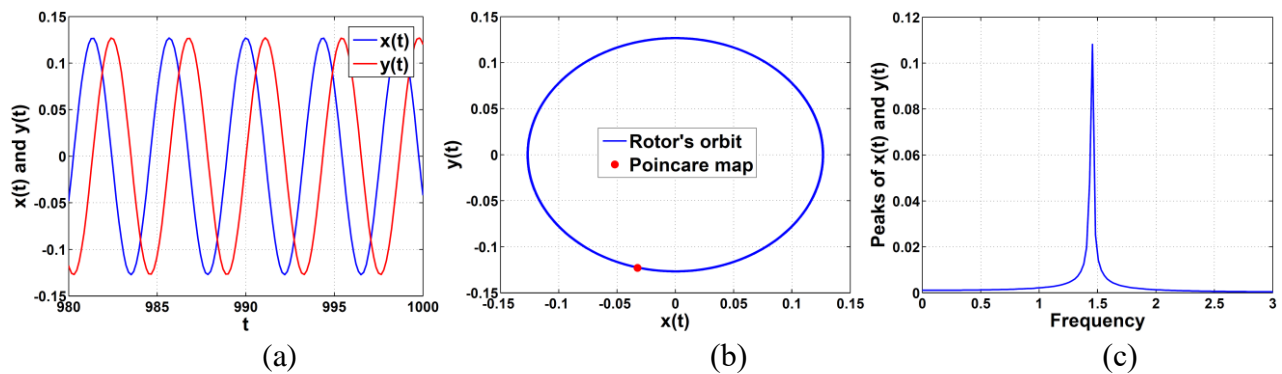 x(t) and y(t)
0.15
0.1
0.05
0
-0.05
-0.1
-0.15
980 985 990 995 1000
t
x(t)
y(t)
(a)
y(t)
0.15
0.1
0.05
0
-0.05
-0.1
-0.15
-0.15 -0.1 -0.05 0 0.05 0.1 0.15
x(t)
Rotor's orbit
Poincare map
(b)
Peaks of x(t) and y(t)
0.12
0.1
0.08
0.06
0.04
0.02
0
0 0.5 1 1.5 2 2.5 3
Frequency
(c)